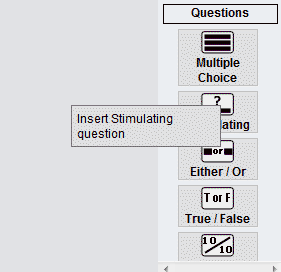 Questions
Multiple
Choice
?
Insert Stimulating
question
ating
or
Either / Or
T or F
True / False
10/10